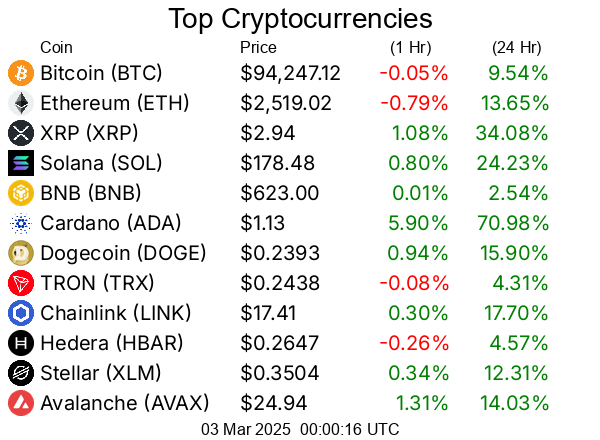 Top Cryptocurrencies
Coin Price (1 Hr) (24 Hr)
Bitcoin (BTC) $94,247.12 -0.05% 9.54%
Ethereum (ETH) $2,519.02 -0.79% 13.65%
XRP (XRP) $2.94 1.08% 34.08%
Solana (SOL) $178.48 0.80% 24.23%
BNB (BNB) $623.00 0.01% 2.54%
Cardano (ADA) $1.13 5.90% 70.98%
Dogecoin (DOGE) $0.2393 0.94% 15.90%
TRON (TRX) $0.2438 -0.08% 4.31%
Chainlink (LINK) $17.41 0.30% 17.70%
Hedera (HBAR) $0.2647 -0.26% 4.57%
Stellar (XLM) $0.3504 0.34% 12.31%
Avalanche (AVAX) $24.94 1.31% 14.03%
03 Mar 2025 00:00:16 UTC